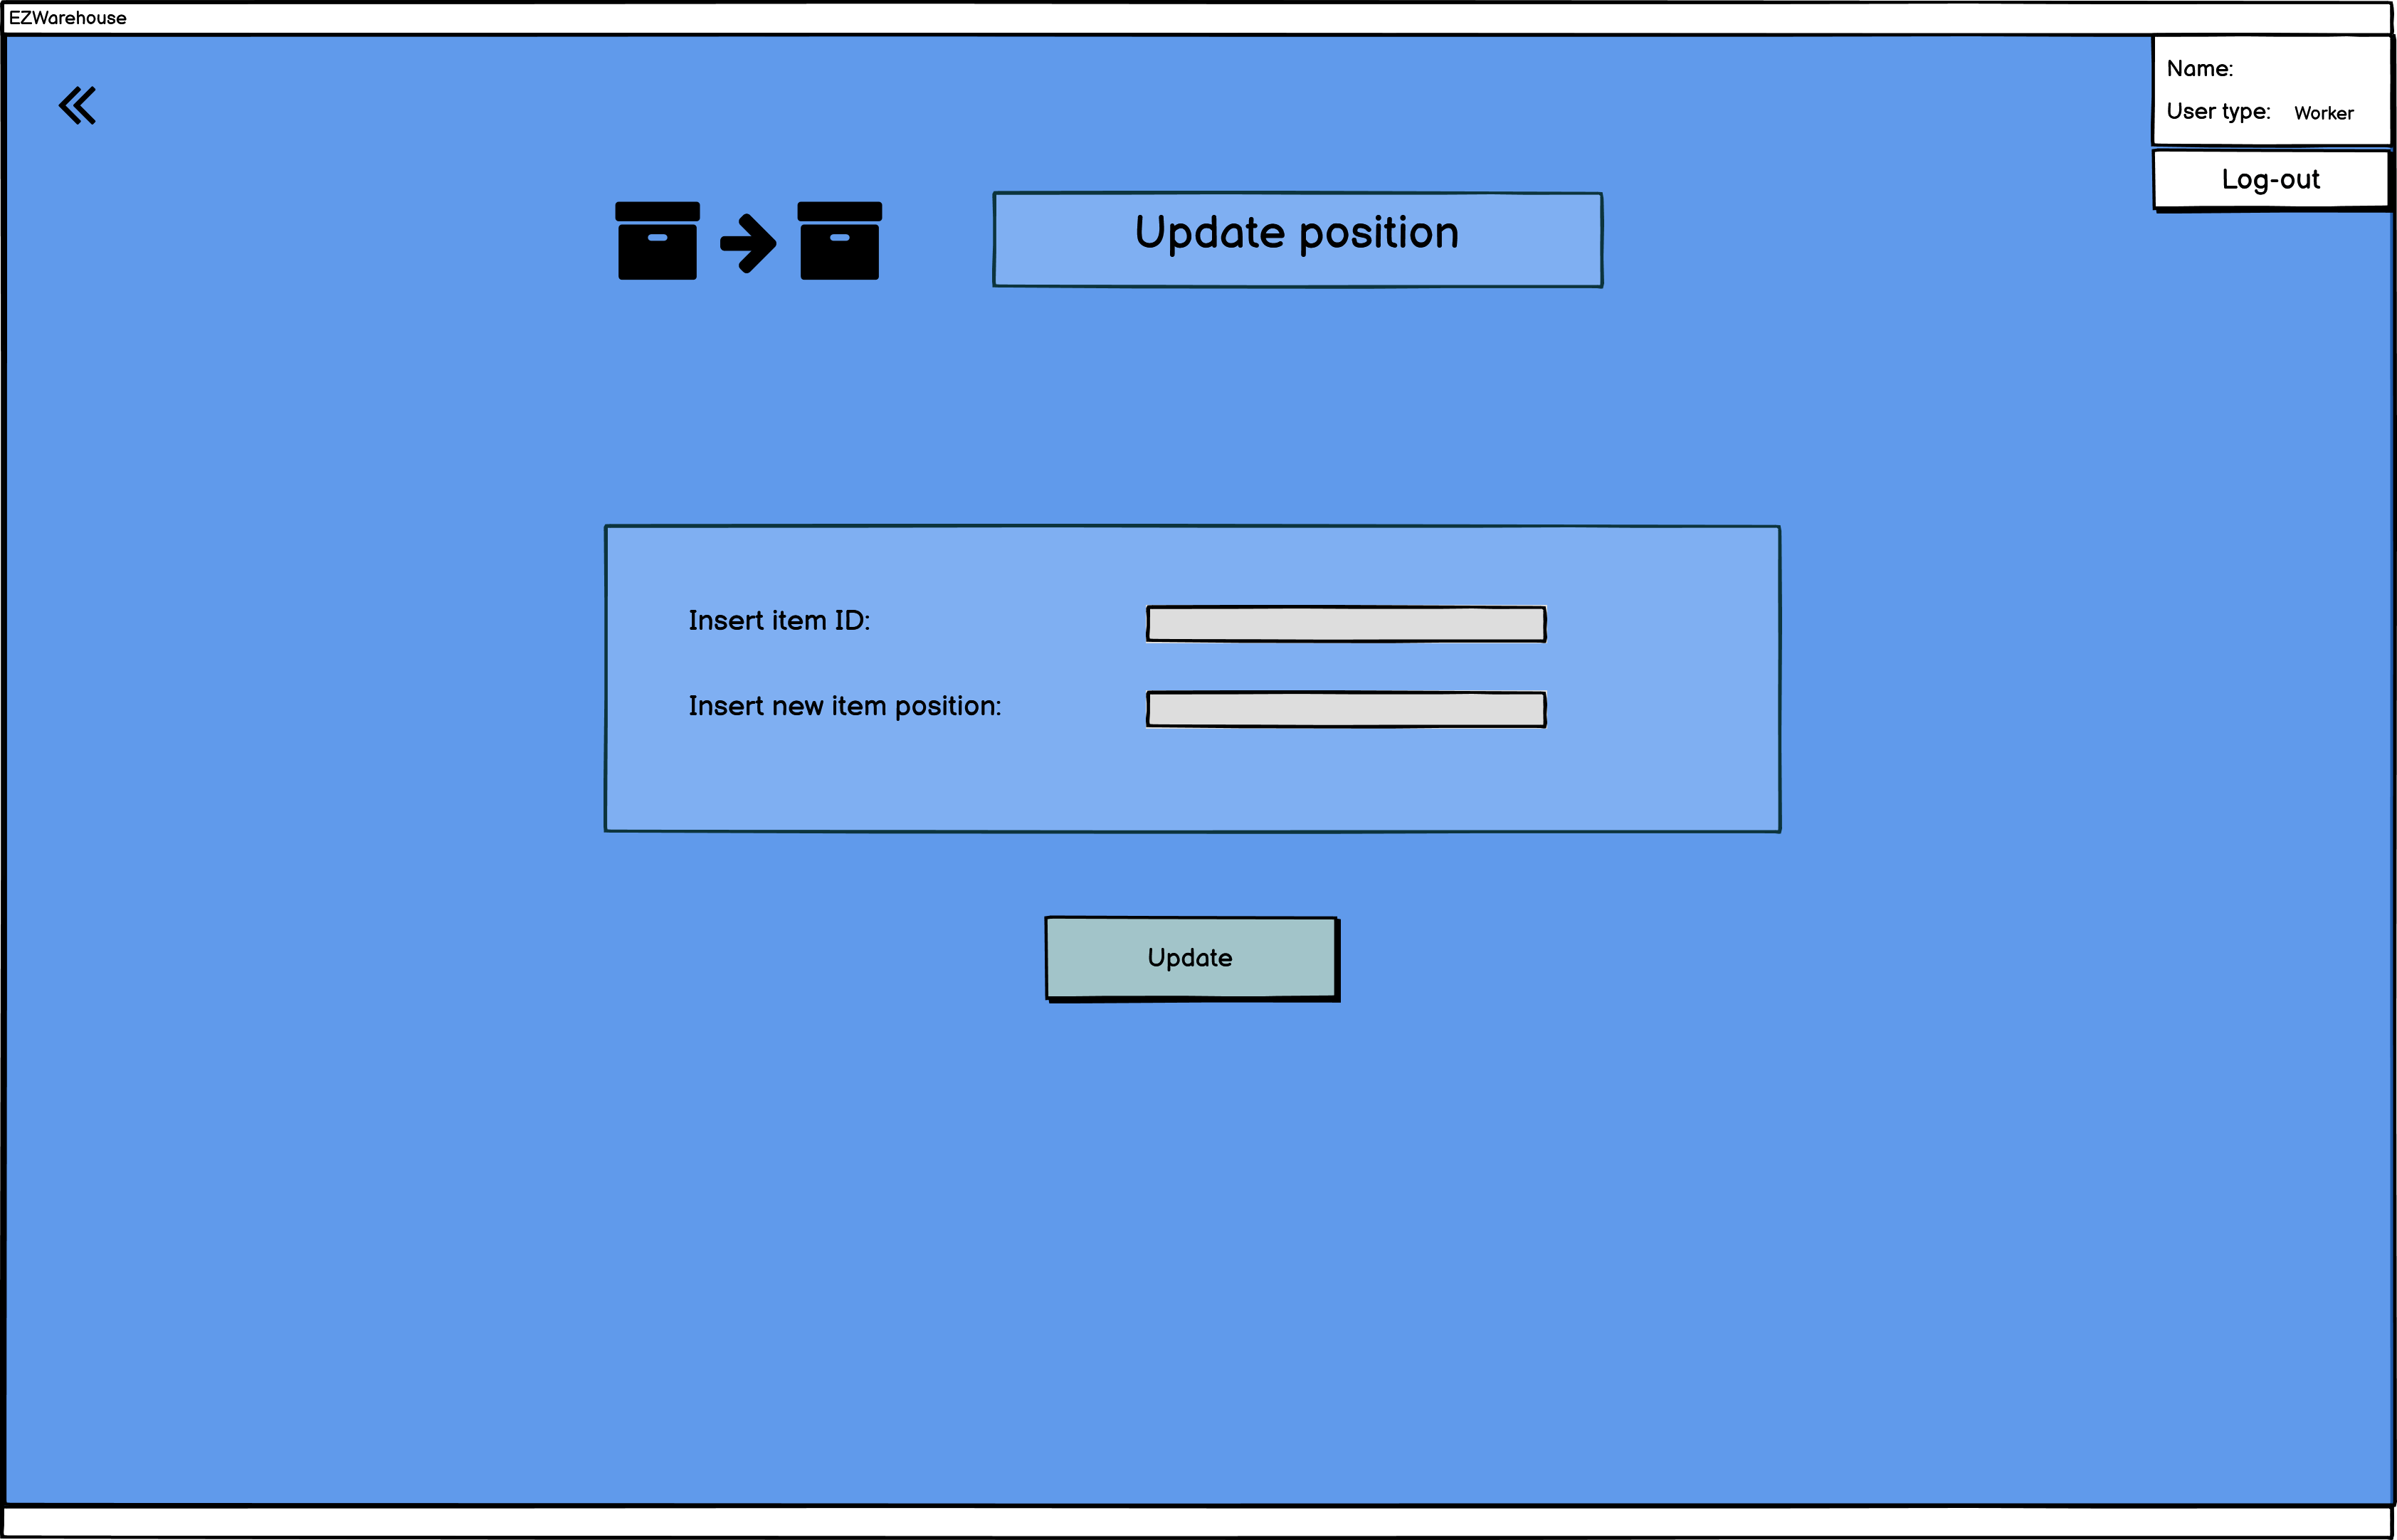 EZWarehouse
Name:
User type: Worker
Log-out
Update position
Insert item ID:
Insert new item position:
Update